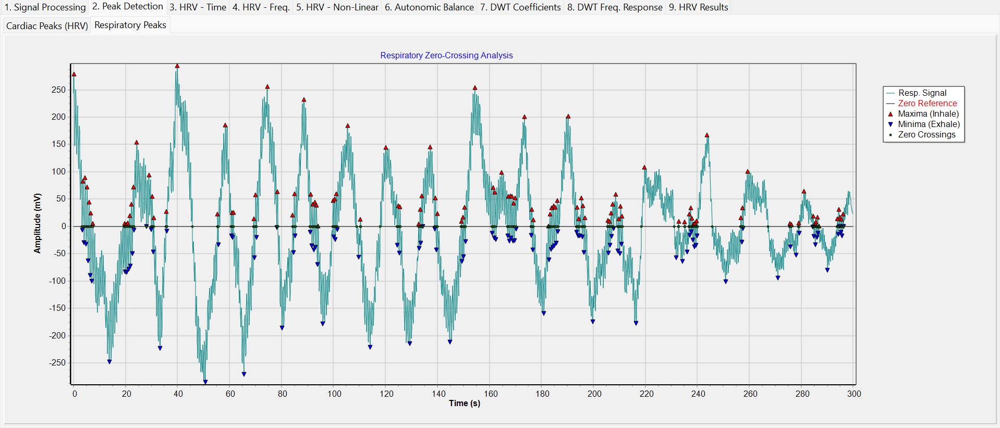 1. Signal Processing 2. Peak Detection 3. HRV - Time 4. HRV - Freq. 5. HRV - Non-Linear 6. Autonomic Balance 7. DWT Coefficients 8. DWT Freq. Response 9. HRV Results
Cardiac Peaks (HRV) Respiratory Peaks
Respiratory Zero-Crossing Analysis
250
200
150
100
50
0
-50
-100
-150
-200
-250
Amplitude (mV)
0 20 40 60 80 100 120 140 160 180 200 220 240 260 280 300
Time (s)
Resp. Signal
Zero Reference
Maxima (Inhale)
Minima (Exhale)
Zero Crossings